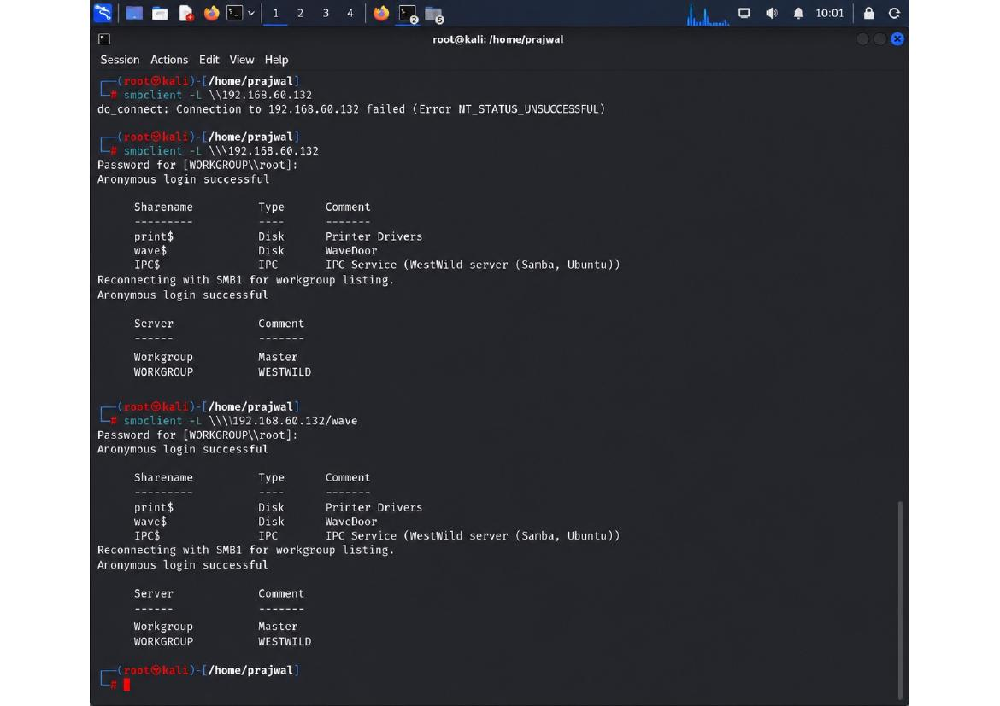 1 2 3 4 2 5 10:01
root@kali: /home/prajwal
Session Actions Edit View Help
┌──(root㉿kali)-[/home/prajwal]
└─# smbclient -L \\192.168.60.132
do_connect: Connection to 192.168.60.132 failed (Error NT_STATUS_UNSUCCESSFUL)
┌──(root㉿kali)-[/home/prajwal]
└─# smbclient -L \\\192.168.60.132
Password for [WORKGROUP\\root]:
Anonymous login successful
Sharename Type Comment
--------- ---- -------
print$ Disk Printer Drivers
wave$ Disk WaveDoor
IPC$ IPC IPC Service (WestWild server (Samba, Ubuntu))
Reconnecting with SMB1 for workgroup listing.
Anonymous login successful
Server Comment
------ -------
Workgroup Master
WORKGROUP WESTWILD
┌──(root㉿kali)-[/home/prajwal]
└─# smbclient -L \\\\192.168.60.132/wave
Password for [WORKGROUP\\root]:
Anonymous login successful
Sharename Type Comment
--------- ---- -------
print$ Disk Printer Drivers
wave$ Disk WaveDoor
IPC$ IPC IPC Service (WestWild server (Samba, Ubuntu))
Reconnecting with SMB1 for workgroup listing.
Anonymous login successful
Server Comment
------ -------
Workgroup Master
WORKGROUP WESTWILD
┌──(root㉿kali)-[/home/prajwal]
└─#